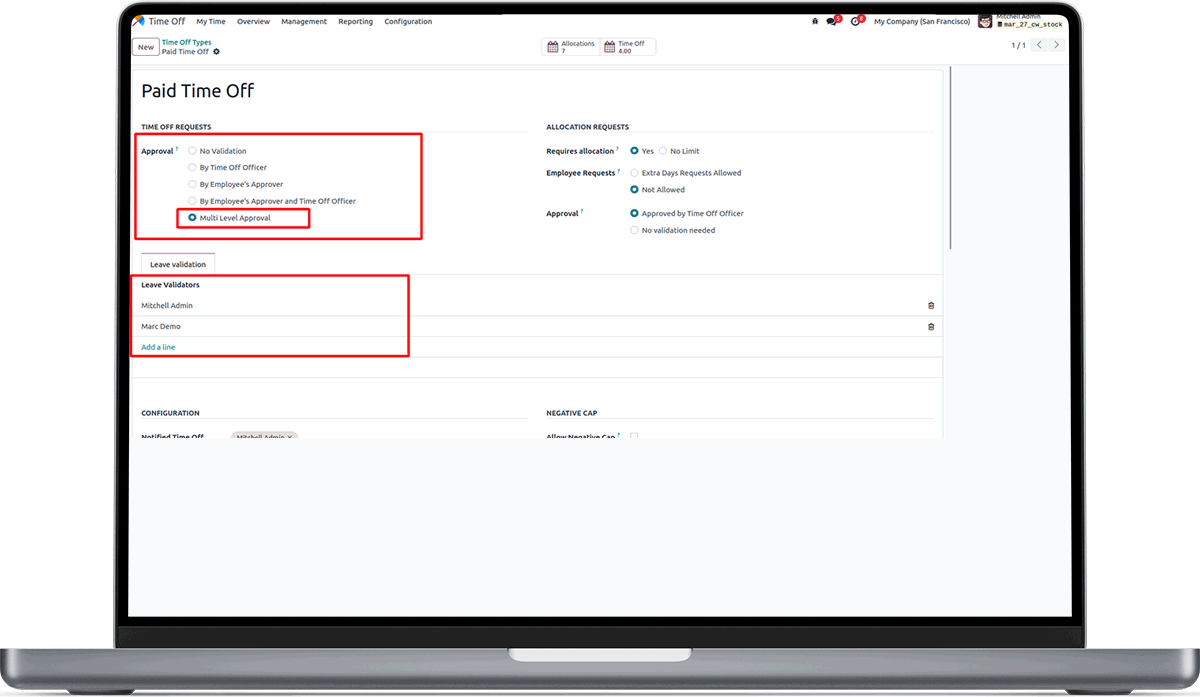 Time Off My Time Overview Management Reporting Configuration
5 8 My Company (San Francisco) Mitchell Admin
mar_27_cw_stock
New Time Off Types
Paid Time Off
Allocations
7
Time Off
4.00
1 / 1
Paid Time Off
TIME OFF REQUESTS
Approval ?
No Validation
By Time Off Officer
By Employee's Approver
By Employee's Approver and Time Off Officer
Multi Level Approval
ALLOCATION REQUESTS
Requires allocation ? Yes No Limit
Employee Requests ? Extra Days Requests Allowed
Not Allowed
Approval ? Approved by Time Off Officer
No validation needed
Leave validation
Leave Validators
Mitchell Admin
Marc Demo
Add a line
CONFIGURATION
Notified Time Off Mitchell Admin ×
NEGATIVE CAP
Allow Negative Cap ?